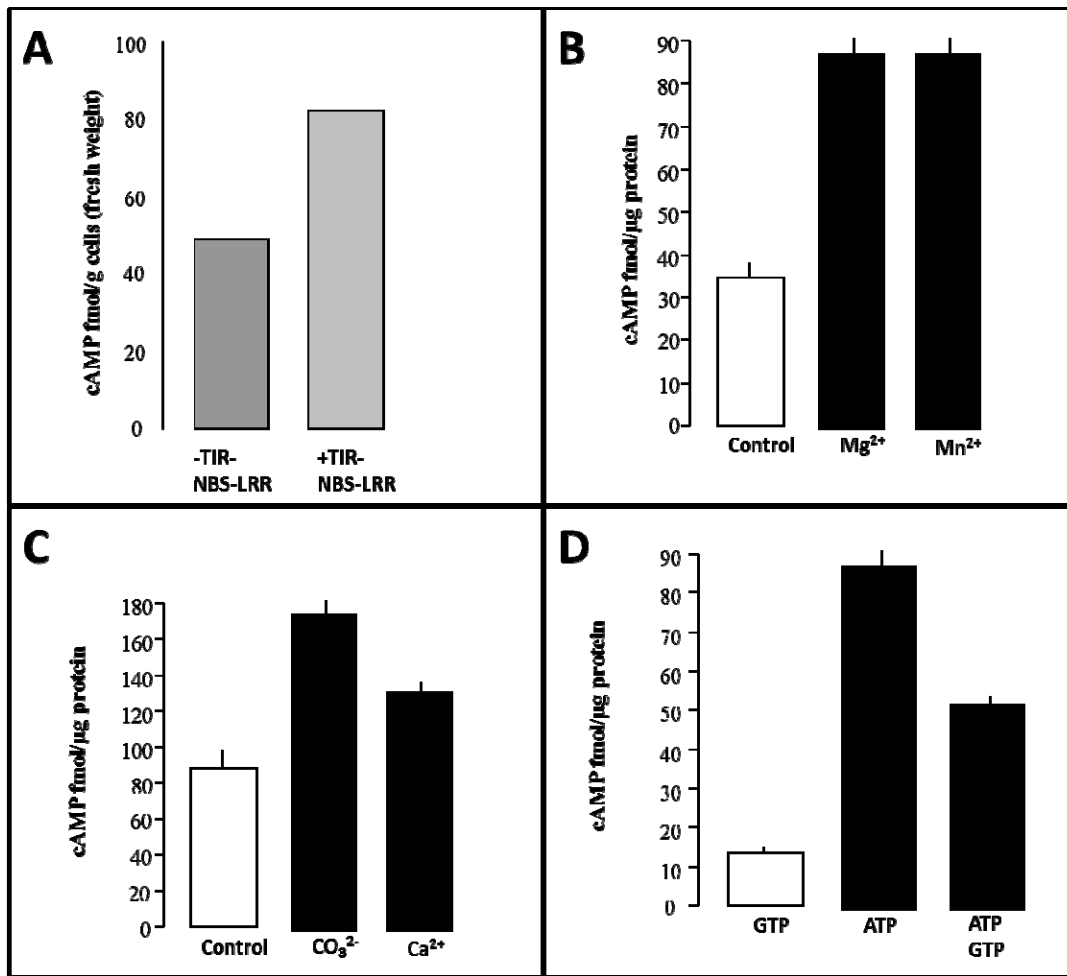 A
cAMP fmol/g cells (fresh weight)
100
80
60
40
20
0
-TIR-
NBS-LRR
+TIR-
NBS-LRR
B
cAMP fmol/µg protein
90
80
70
60
50
40
30
20
10
0
Control
Mg²⁺
Mn²⁺
C
cAMP fmol/µg protein
180
160
140
120
100
80
60
40
20
0
Control
CO₃²⁻
Ca²⁺
D
cAMP fmol/µg protein
90
80
70
60
50
40
30
20
10
0
GTP
ATP
ATP
GTP